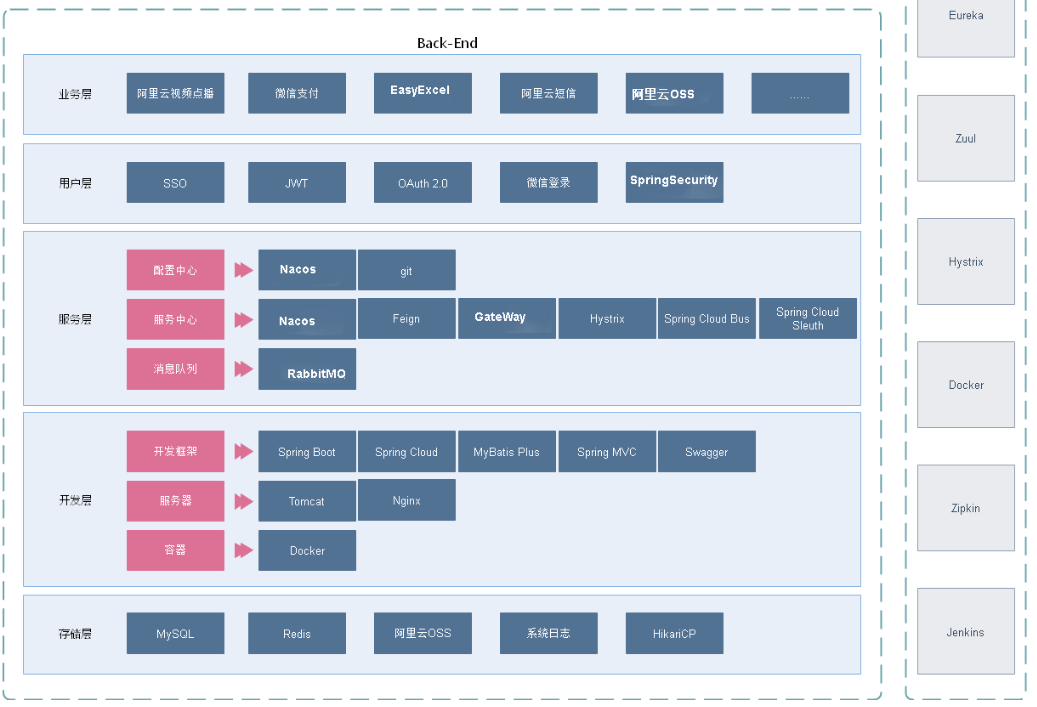 Back-End
业务层
阿里云视频点播
微信支付
EasyExcel
阿里云短信
阿里云OSS
......
用户层
SSO
JWT
OAuth 2.0
微信登录
SpringSecurity
服务层
配置中心
Nacos
git
服务中心
Nacos
Feign
GateWay
Hystrix
Spring Cloud Bus
Spring Cloud
Sleuth
消息队列
RabbitMQ
开发层
开发框架
Spring Boot
Spring Cloud
MyBatis Plus
Spring MVC
Swagger
服务器
Tomcat
Nginx
容器
Docker
存储层
MySQL
Redis
阿里云OSS
系统日志
HikariCP
Eureka
Zuul
Hystrix
Docker
Zipkin
Jenkins